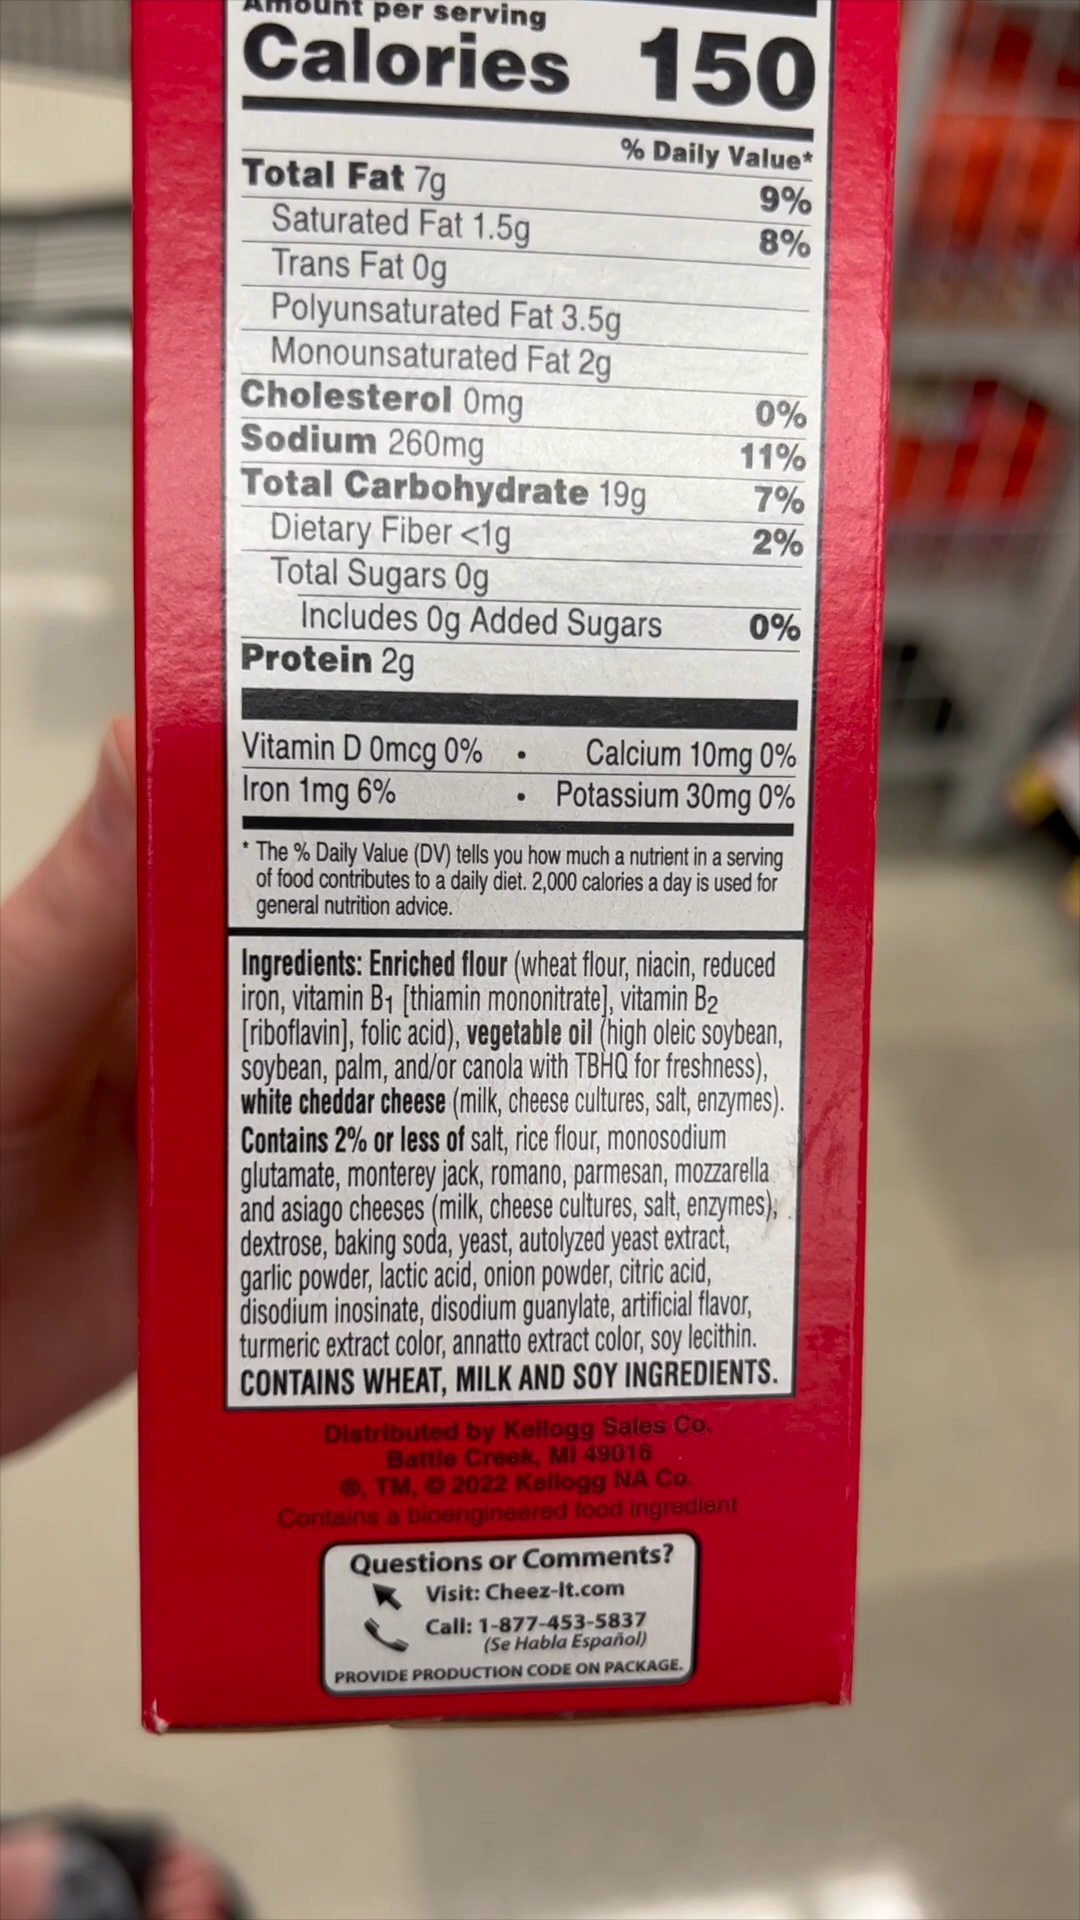 Amount per serving
Calories 150
% Daily Value*
Total Fat 7g 9%
Saturated Fat 1.5g 8%
Trans Fat 0g
Polyunsaturated Fat 3.5g
Monounsaturated Fat 2g
Cholesterol 0mg 0%
Sodium 260mg 11%
Total Carbohydrate 19g 7%
Dietary Fiber <1g 2%
Total Sugars 0g
Includes 0g Added Sugars 0%
Protein 2g
Vitamin D 0mcg 0% • Calcium 10mg 0%
Iron 1mg 6% • Potassium 30mg 0%
* The % Daily Value (DV) tells you how much a nutrient in a serving
of food contributes to a daily diet. 2,000 calories a day is used for
general nutrition advice.
Ingredients: Enriched flour (wheat flour, niacin, reduced
iron, vitamin B1 [thiamin mononitrate], vitamin B2
[riboflavin], folic acid), vegetable oil (high oleic soybean,
soybean, palm, and/or canola with TBHQ for freshness),
white cheddar cheese (milk, cheese cultures, salt, enzymes).
Contains 2% or less of salt, rice flour, monosodium
glutamate, monterey jack, romano, parmesan, mozzarella
and asiago cheeses (milk, cheese cultures, salt, enzymes),
dextrose, baking soda, yeast, autolyzed yeast extract,
garlic powder, lactic acid, onion powder, citric acid,
disodium inosinate, disodium guanylate, artificial flavor,
turmeric extract color, annatto extract color, soy lecithin.
CONTAINS WHEAT, MILK AND SOY INGREDIENTS.
Distributed by Kellogg Sales Co.
Battle Creek, MI 49016
®, TM, © 2022 Kellogg NA Co.
Contains a bioengineered food ingredient
Questions or Comments?
Visit: Cheez-It.com
Call: 1-877-453-5837
(Se Habla Español)
PROVIDE PRODUCTION CODE ON PACKAGE.